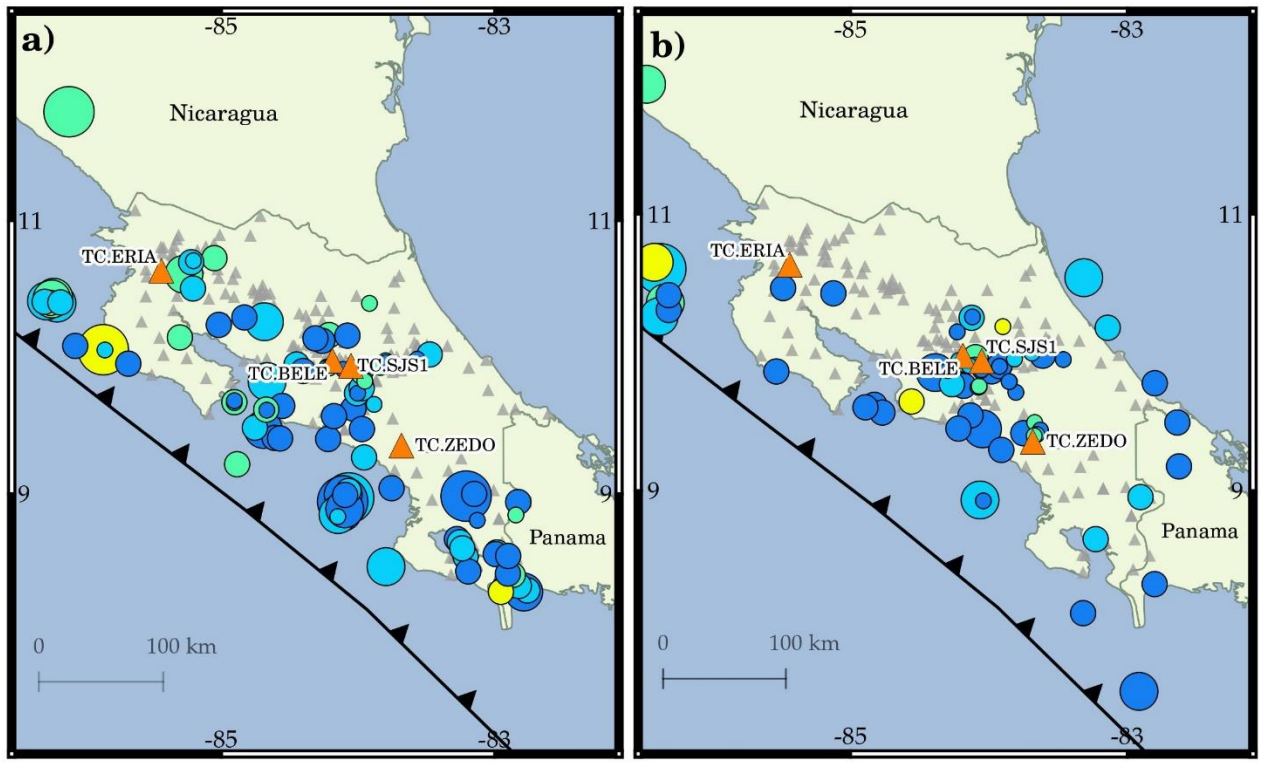 a)
-85
-83
Nicaragua
11
11
TC.ERIA
TC.BELE
TC.SJS1
TC.ZEDO
9
9
Panama
0
100 km
-85
-83
b)
-85
-83
Nicaragua
11
11
TC.ERIA
TC.SJS1
TC.BELE
TC.ZEDO
9
9
Panama
0
100 km
-85
-83